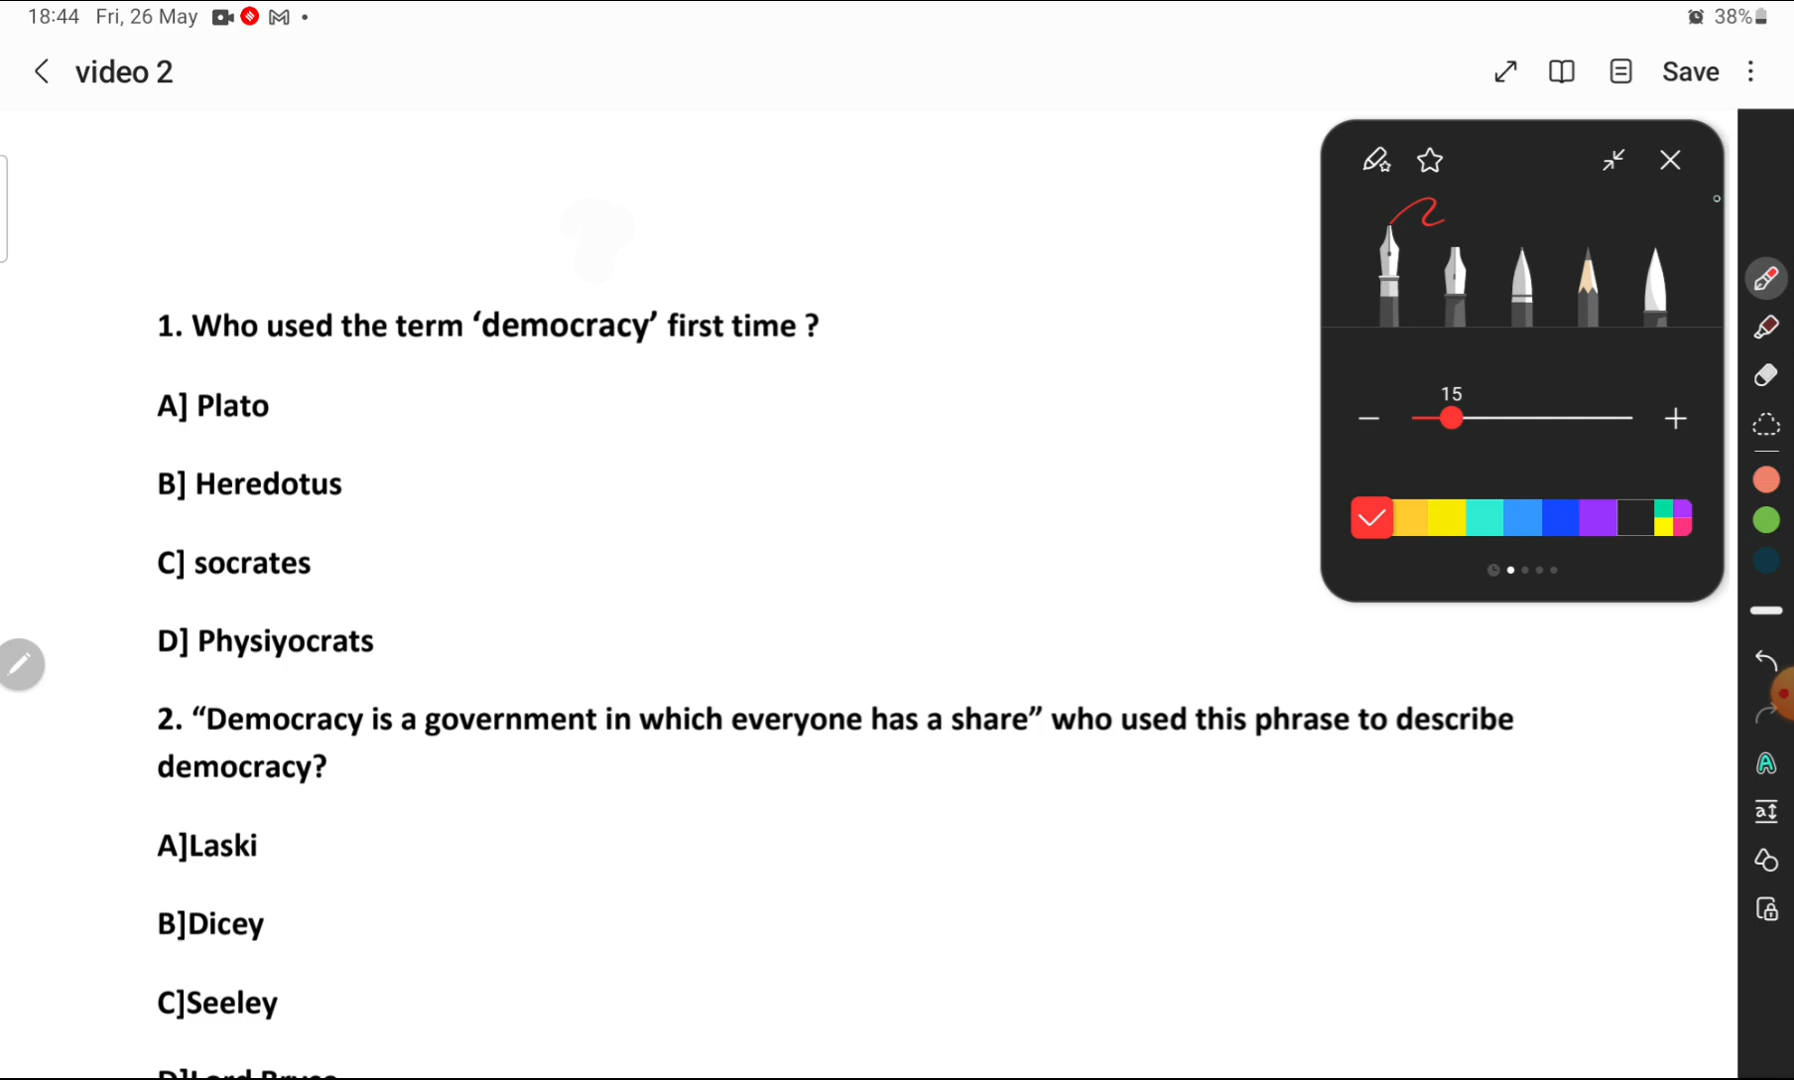 18:44 Fri, 26 May
38%
video 2
Save
15
1. Who used the term ‘democracy’ first time ?
A] Plato
B] Heredotus
C] socrates
D] Physiyocrats
2. “Democracy is a government in which everyone has a share” who used this phrase to describe
democracy?
A]Laski
B]Dicey
C]Seeley